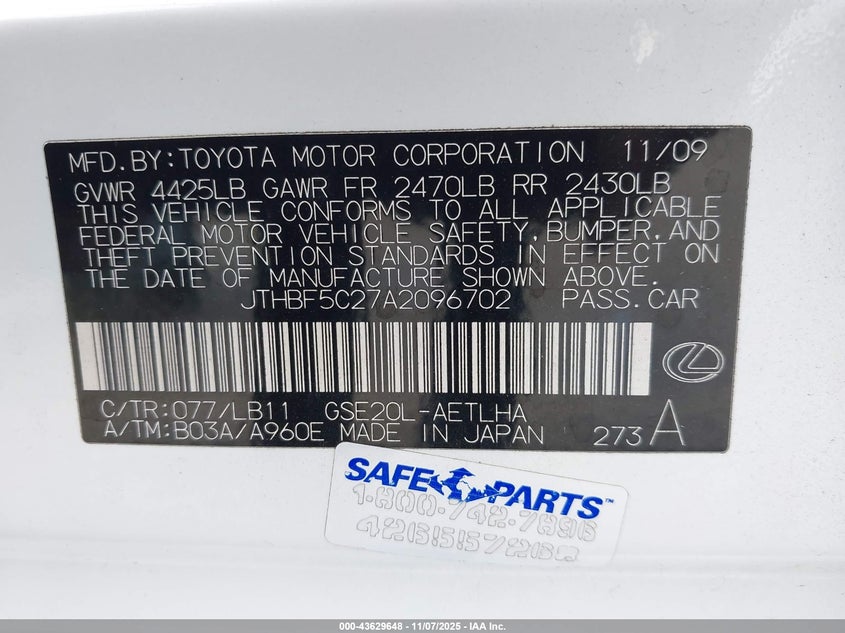 MFD.BY:TOYOTA MOTOR CORPORATION 11/09
GVWR 4425LB GAWR FR 2470LB RR 2430LB
THIS VEHICLE CONFORMS TO ALL APPLICABLE
FEDERAL MOTOR VEHICLE SAFETY,BUMPER,AND
THEFT PREVENTION STANDARDS IN EFFECT ON
THE DATE OF MANUFACTURE SHOWN ABOVE.
JTHBF5C27A2096702 PASS.CAR
C/TR:077/LB11 GSE20L-AETLHA
A/TM:B03A/A960E MADE IN JAPAN 273 A
SAFE PARTS™
1-800-742-7896
000-43629648 - 11/07/2025 - IAA Inc.